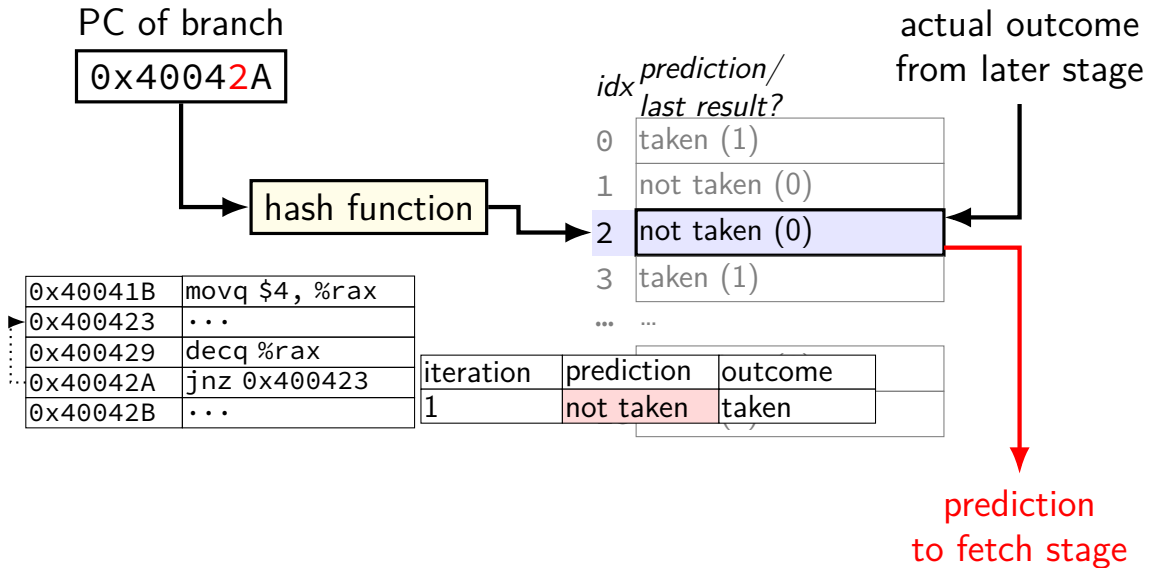 PC of branch
0x40042A
hash function
idx
prediction/
last result?
0 taken (1)
1 not taken (0)
2 not taken (0)
3 taken (1)
… …
actual outcome
from later stage
0x40041B movq $4, %rax
0x400423 ...
0x400429 decq %rax
0x40042A jnz 0x400423
0x40042B ...
iteration prediction outcome
1 not taken taken
prediction
to fetch stage